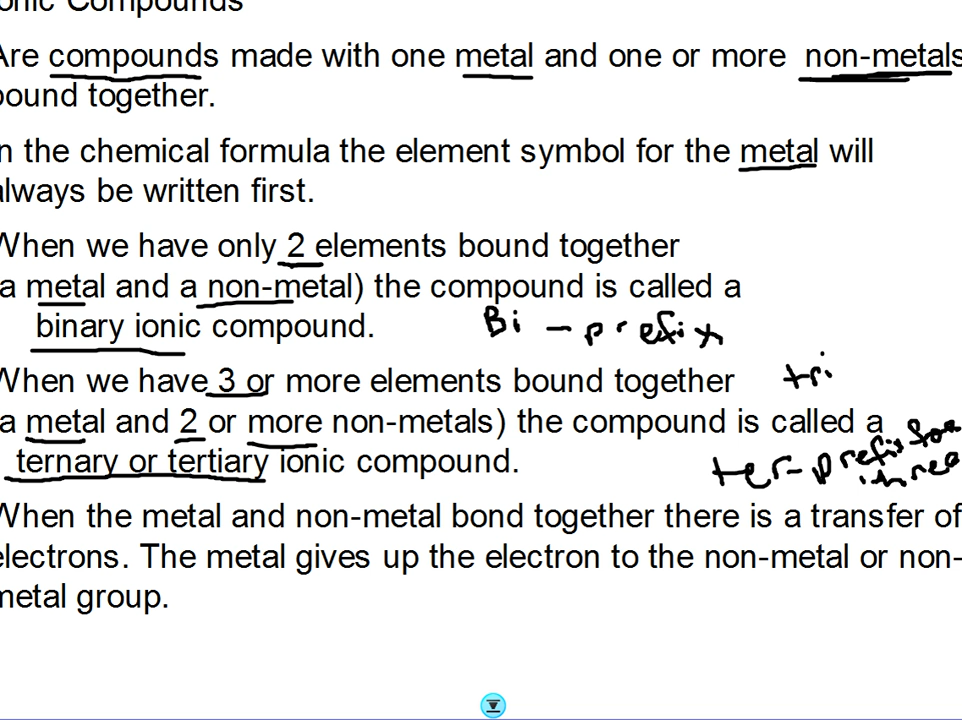 onic Compounds
Are compounds made with one metal and one or more non-metals
bound together.
n the chemical formula the element symbol for the metal will
always be written first.
When we have only 2 elements bound together
a metal and a non-metal) the compound is called a
binary ionic compound.
Bi - prefix
When we have 3 or more elements bound together
tri
a metal and 2 or more non-metals) the compound is called a
ternary or tertiary ionic compound.
ter-prefix for
three
When the metal and non-metal bond together there is a transfer of
electrons. The metal gives up the electron to the non-metal or non-
metal group.